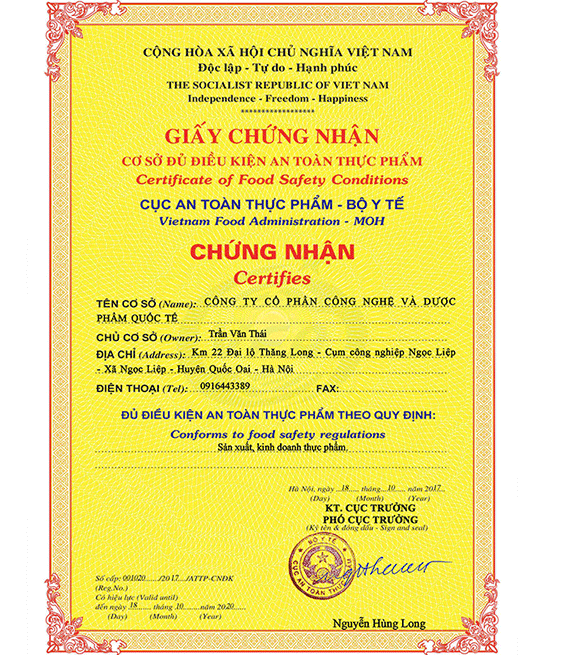 CỘNG HÒA XÃ HỘI CHỦ NGHĨA VIỆT NAM
Độc lập - Tự do - Hạnh phúc
THE SOCIALIST REPUBLIC OF VIET NAM
Independence - Freedom - Happiness
******************
GIẤY CHỨNG NHẬN
CƠ SỞ ĐỦ ĐIỀU KIỆN AN TOÀN THỰC PHẨM
Certificate of Food Safety Conditions
CỤC AN TOÀN THỰC PHẨM - BỘ Y TẾ
Vietnam Food Administration - MOH
CHỨNG NHẬN
Certifies
TÊN CƠ SỞ (Name): CÔNG TY CỔ PHẦN CÔNG NGHỆ VÀ DƯỢC
PHẨM QUỐC TẾ
CHỦ CƠ SỞ (Owner): Trần Văn Thái
ĐỊA CHỈ (Address): Km 22 Đại lộ Thăng Long - Cụm công nghiệp Ngọc Liệp
- Xã Ngọc Liệp - Huyện Quốc Oai - Hà Nội
ĐIỆN THOẠI (Tel): 0916443389 FAX:
ĐỦ ĐIỀU KIỆN AN TOÀN THỰC PHẨM THEO QUY ĐỊNH:
Conforms to food safety regulations
Sản xuất, kinh doanh thực phẩm.
Hà Nội, ngày 18 tháng 10 năm 2017
(Day) (Month) (Year)
KT. CỤC TRƯỞNG
PHÓ CỤC TRƯỞNG
(Ký tên & đóng dấu - Sign and seal)
BỘ Y TẾ
CỤC AN TOÀN THỰC
Số cấp: 001020/2017/ATTP-CNĐK
(Reg.No.)
Có hiệu lực (Valid until)
đến ngày 18 tháng 10 năm 2020
(Day) (Month) (Year)
Nguyễn Hùng Long